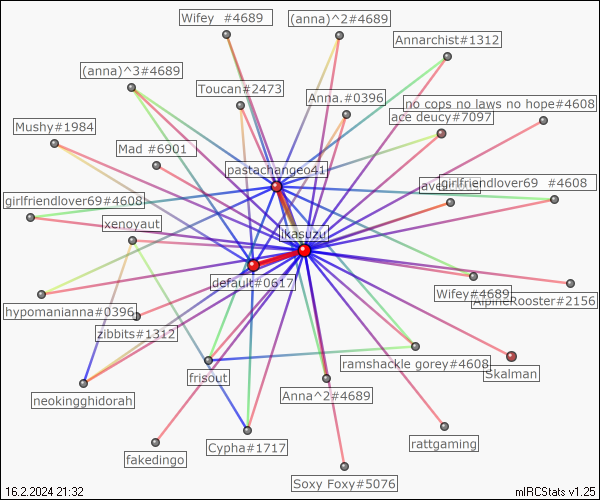 Wifey #4689
(anna)^2#4689
Annarchist#1312
(anna)^3#4689
Toucan#2473
Anna.#0396
no cops no laws no hope#4608
ace deucy#7097
Mushy#1984
Mad #6901
pastachangeo41
girlfriendlover69 #4608
girlfriendlover69#4608
xenoyaut
ikasuzu
default#0617
Wifey#4689
AlpineRooster#2156
hypomanianna#0396
zibbits#1312
ramshackle gorey#4608
Skalman
frisout
neokingghidorah
Anna^2#4689
Cypha#1717
rattgaming
fakedingo
Soxy Foxy#5076
16.2.2024 21:32
mIRCStats v1.25